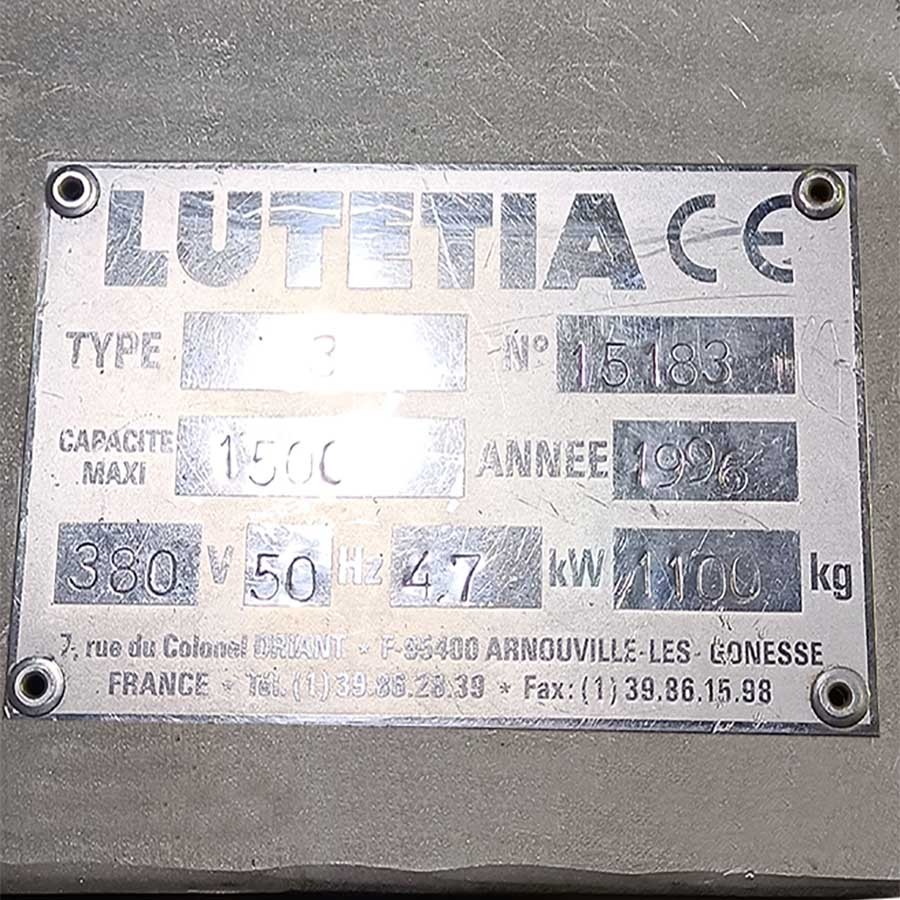 LUTETIA CE
TYPE 3 N° 15183
CAPACITE MAXI 1500 ANNEE 1996
380 V 50 Hz 4.7 kW 1100 kg
7, rue du Colonel DRIANT * F-95400 ARNOUVILLE-LES-GONESSE
FRANCE * Tél. (1) 39.86.28.39 * Fax: (1) 39.86.15.98